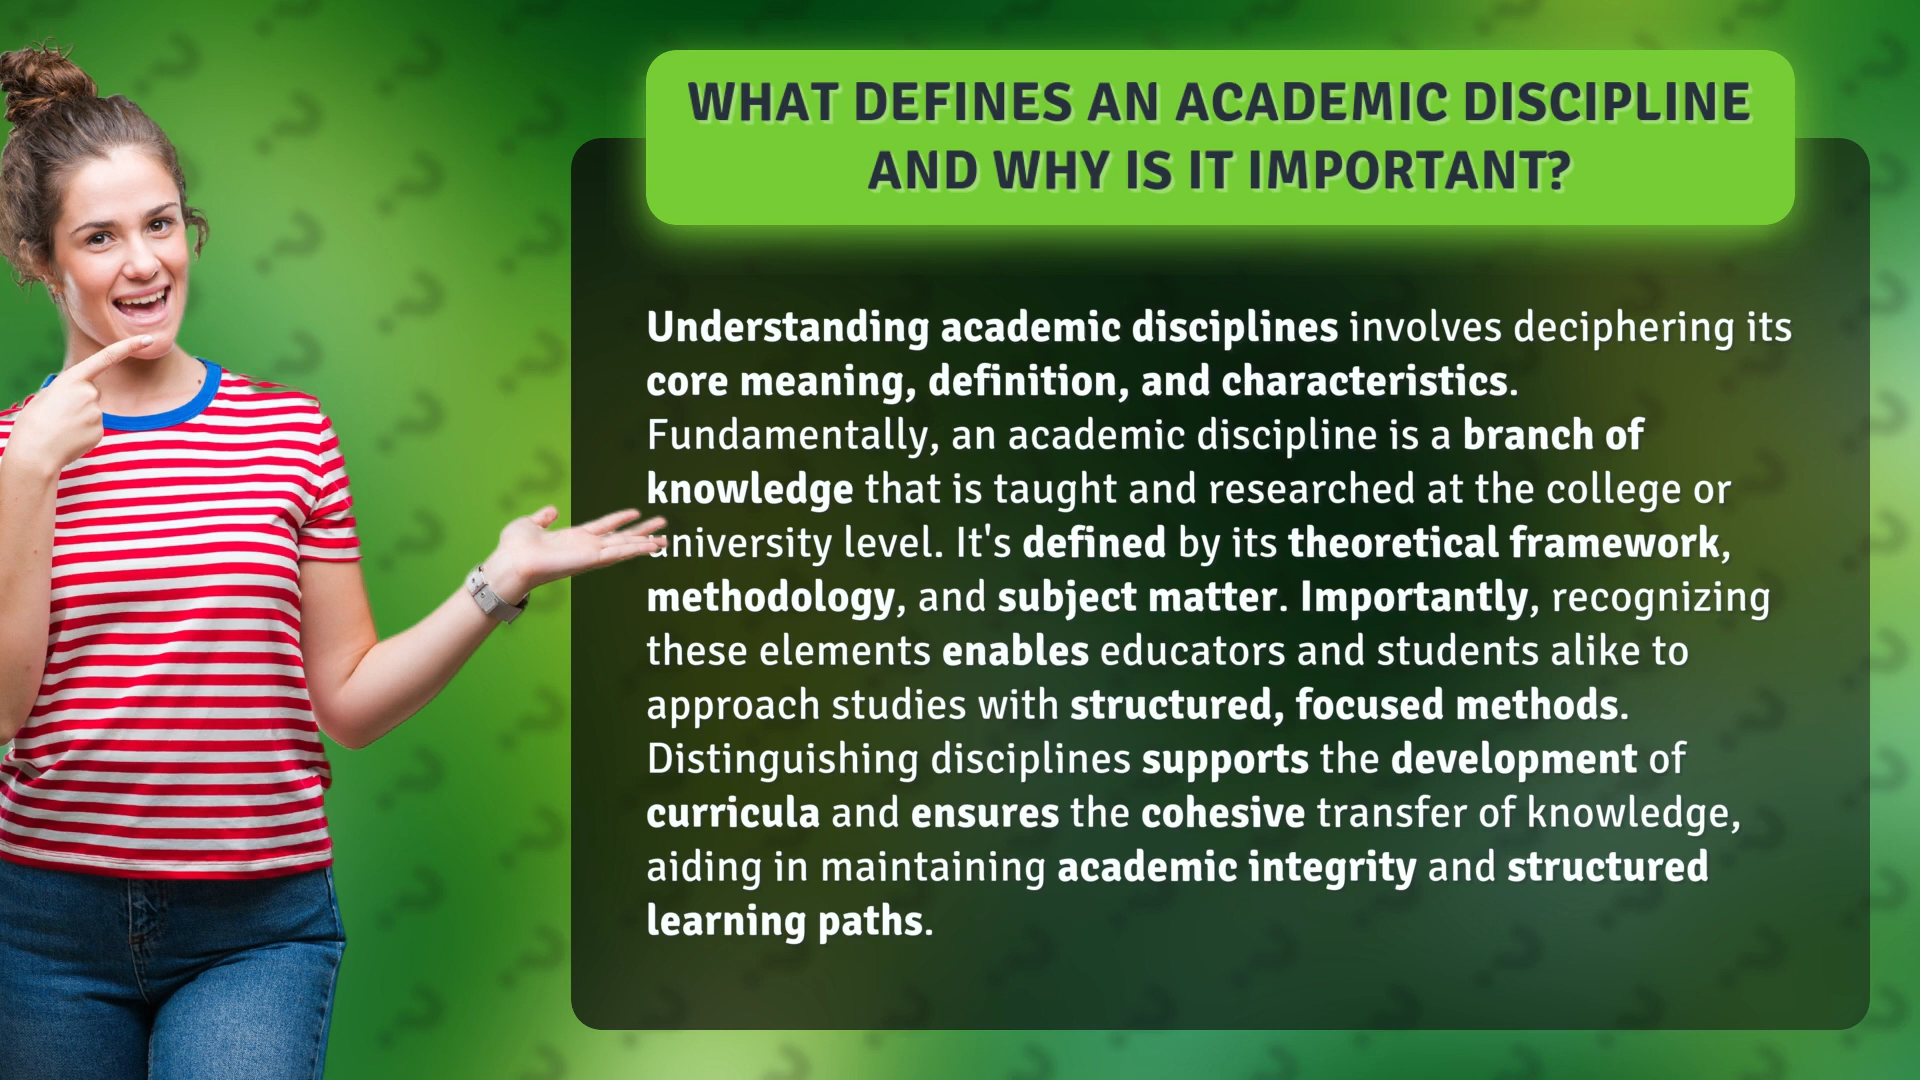 WHAT DEFINES AN ACADEMIC DISCIPLINE
AND WHY IS IT IMPORTANT?
Understanding academic disciplines involves deciphering its
core meaning, definition, and characteristics.
Fundamentally, an academic discipline is a branch of
knowledge that is taught and researched at the college or
university level. It's defined by its theoretical framework,
methodology, and subject matter. Importantly, recognizing
these elements enables educators and students alike to
approach studies with structured, focused methods.
Distinguishing disciplines supports the development of
curricula and ensures the cohesive transfer of knowledge,
aiding in maintaining academic integrity and structured
learning paths.